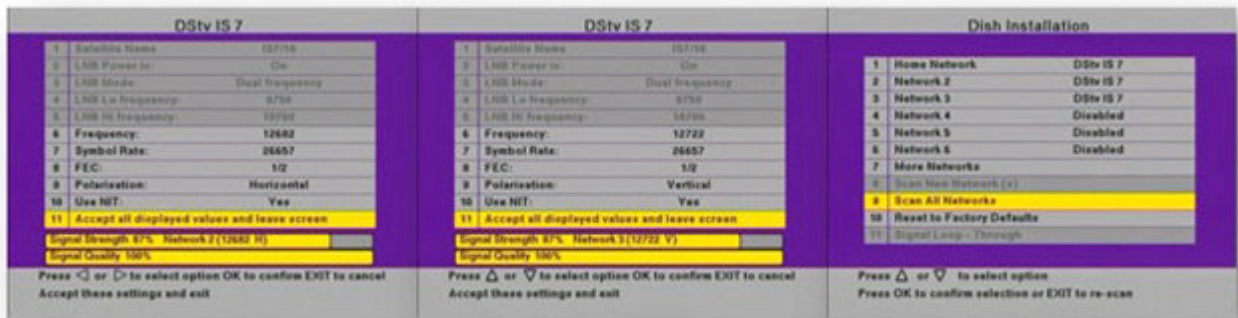 DStv IS 7
1 Satellite Name IS7/10
2 LNB Power is: On
3 LNB Mode: Dual frequency
4 LNB Lo frequency: 9750
5 LNB Hi frequency: 10700
6 Frequency: 12682
7 Symbol Rate: 26657
8 FEC: 1/2
9 Polarisation: Horizontal
10 Use NIT: Yes
11 Accept all displayed values and leave screen
Signal Strength 87% Network 2 (12682 H)
Signal Quality 100%
Press ◁ or ▷ to select option OK to confirm EXIT to cancel
Accept these settings and exit
DStv IS 7
1 Satellite Name IS7/10
2 LNB Power is: On
3 LNB Mode: Dual frequency
4 LNB Lo frequency: 9750
5 LNB Hi frequency: 10700
6 Frequency: 12722
7 Symbol Rate: 26657
8 FEC: 1/2
9 Polarisation: Vertical
10 Use NIT: Yes
11 Accept all displayed values and leave screen
Signal Strength 87% Network 3 (12722 V)
Signal Quality 100%
Press △ or ▽ to select option OK to confirm EXIT to cancel
Accept these settings and exit
Dish Installation
1 Home Network DStv IS 7
2 Network 2 DStv IS 7
3 Network 3 DStv IS 7
4 Network 4 Disabled
5 Network 5 Disabled
6 Network 6 Disabled
7 More Networks
8 Scan New Network (s)
9 Scan All Networks
10 Reset to Factory Defaults
11 Signal Loop - Through
Press △ or ▽ to select option
Press OK to confirm selection or EXIT to re-scan